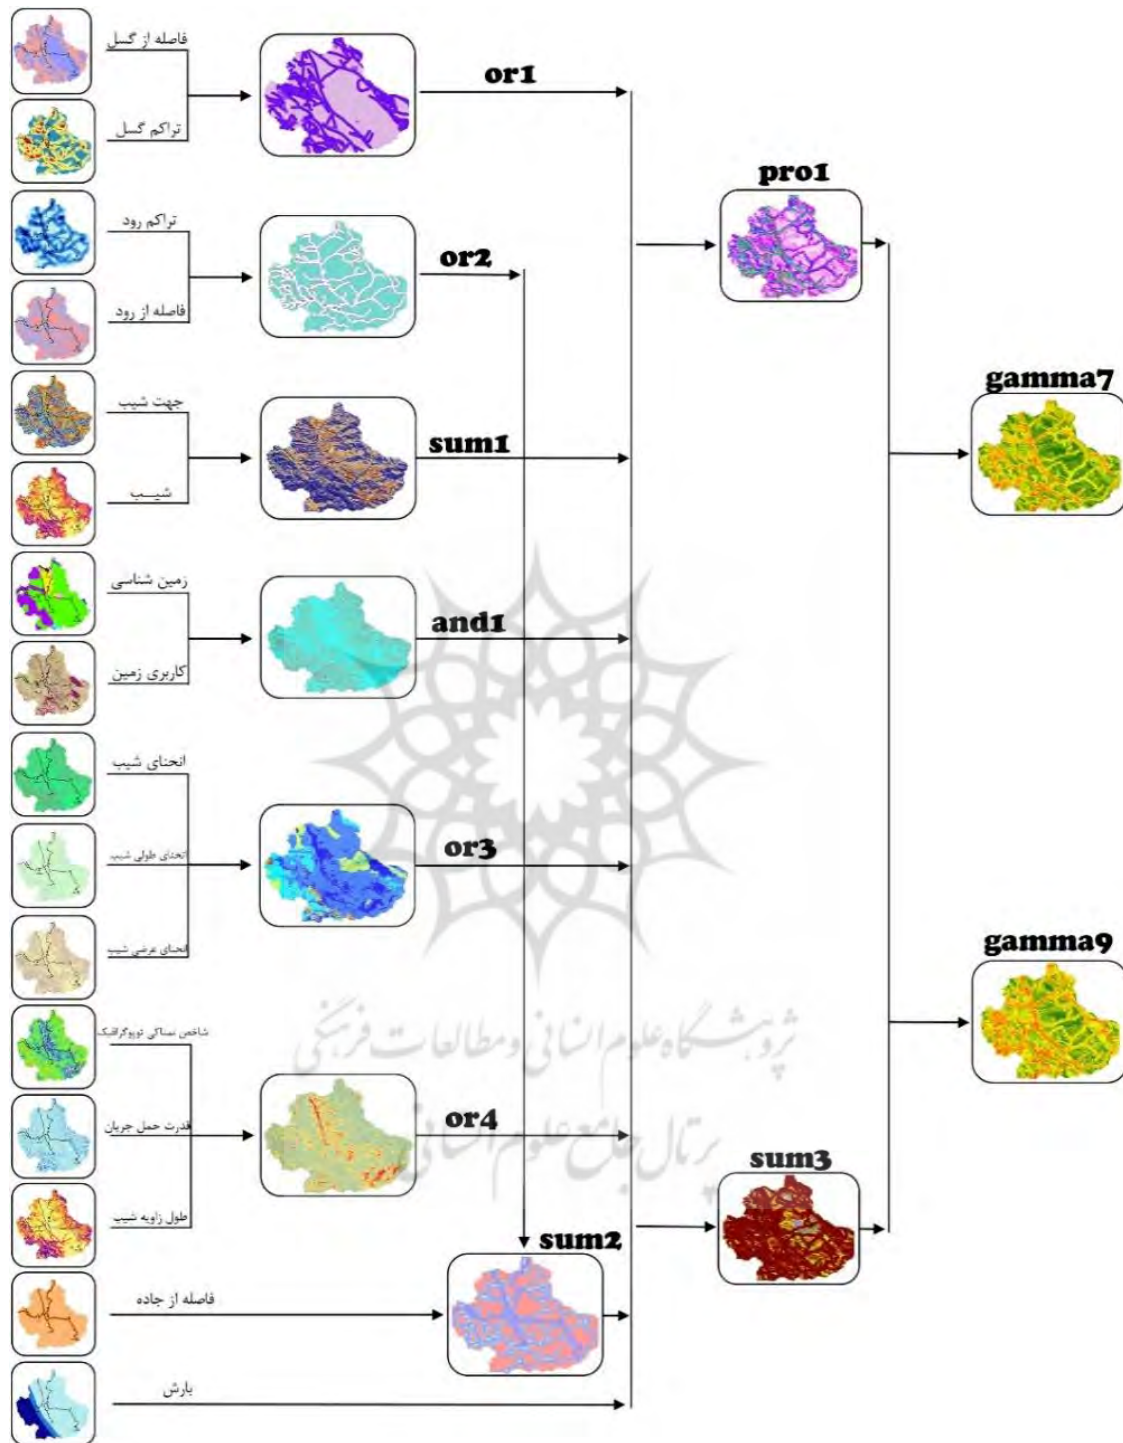 فاصله از گسل
or1
تراکم گسل
pro1
تراکم رود
or2
فاصله از رود
gamma7
جهت شیب
sum1
شیب
زمین شناسی
and1
کاربری زمین
انحنای شیب
or3
انحنای طولی شیب
انحنای عرضی شیب
gamma9
شاخص نمناکی توپوگرافیک
پژوهشگاه علوم انسانی و مطالعات فرهنگی
قدرت حمل جریان
or4
پرتال جامع علوم انسانی
sum3
طول زاویه شیب
sum2
فاصله از جاده
بارش